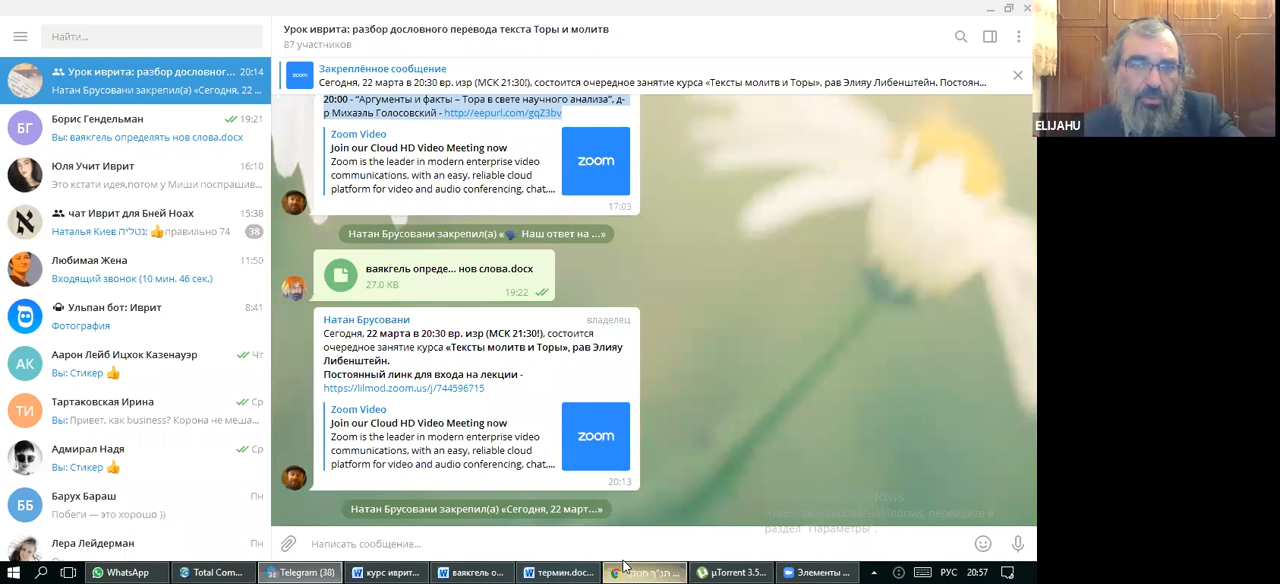 Найти...
Урок иврита: разбор дословног... 20:14
Натан Брусовани закрепил(а) «Сегодня, 22 ...
БГ
Борис Гендельман 19:21
Вы: ваякгель определять нов слова.docx
Юля Учит Иврит 16:10
Это кстати идея,потом у Миши поспрашив...
чат Иврит для Бней Ноах 15:38
Наталья Киев נטל״ה: 👍правильно 74 38
Любимая Жена 11:50
Входящий звонок (10 мин. 46 сек.)
Ульпан бот: Иврит 8:41
Фотография
АК
Аарон Лейб Ицхок Казенауэр Чт
Вы: Стикер 👍
ТИ
Тартаковская Ирина Ср
Вы: Привет, как business? Корона не меша...
Адмирал Надя Ср
Вы: Стикер 👍
ББ
Барух Бараш Пн
Побеги — это хорошо ))
Лера Лейдерман Пн
Урок иврита: разбор дословного перевода текста Торы и молитв
87 участников
zoom
Закреплённое сообщение
Сегодня, 22 марта в 20:30 вр. изр (МСК 21:30!), состоится очередное занятие курса «Тексты молитв и Торы», рав Элияу Либенштейн. Постоян...
20:00 - "Аргументы и факты – Тора в свете научного анализа", д-
р Михаэль Голосовский - http://eepurl.com/gqZ3bv
Zoom Video
Join our Cloud HD Video Meeting now
Zoom is the leader in modern enterprise video
communications, with an easy, reliable cloud
platform for video and audio conferencing, chat,...
zoom
17:03
Натан Брусовани закрепил(а) «🗣 Наш ответ на ...»
ваякгель опреде... нов слова.docx
27.0 KB
19:22
Натан Брусовани владелец
Сегодня, 22 марта в 20:30 вр. изр (МСК 21:30!), состоится
очередное занятие курса «Тексты молитв и Торы», рав Элияу
Либенштейн.
Постоянный линк для входа на лекции -
https://lilmod.zoom.us/j/744596715
Zoom Video
Join our Cloud HD Video Meeting now
Zoom is the leader in modern enterprise video
communications, with an easy, reliable cloud
platform for video and audio conferencing, chat,...
zoom
20:13
Натан Брусовани закрепил(а) «Сегодня, 22 март...»
Написать сообщение...
Windows, перейдите в
раздел "Параметры".
ELIJAHU
WhatsApp
Total Com...
Telegram (38)
курс иврит...
ваякгель о...
термин.doc...
µTorrent 3.5...
Элементы ...
РУС
20:57